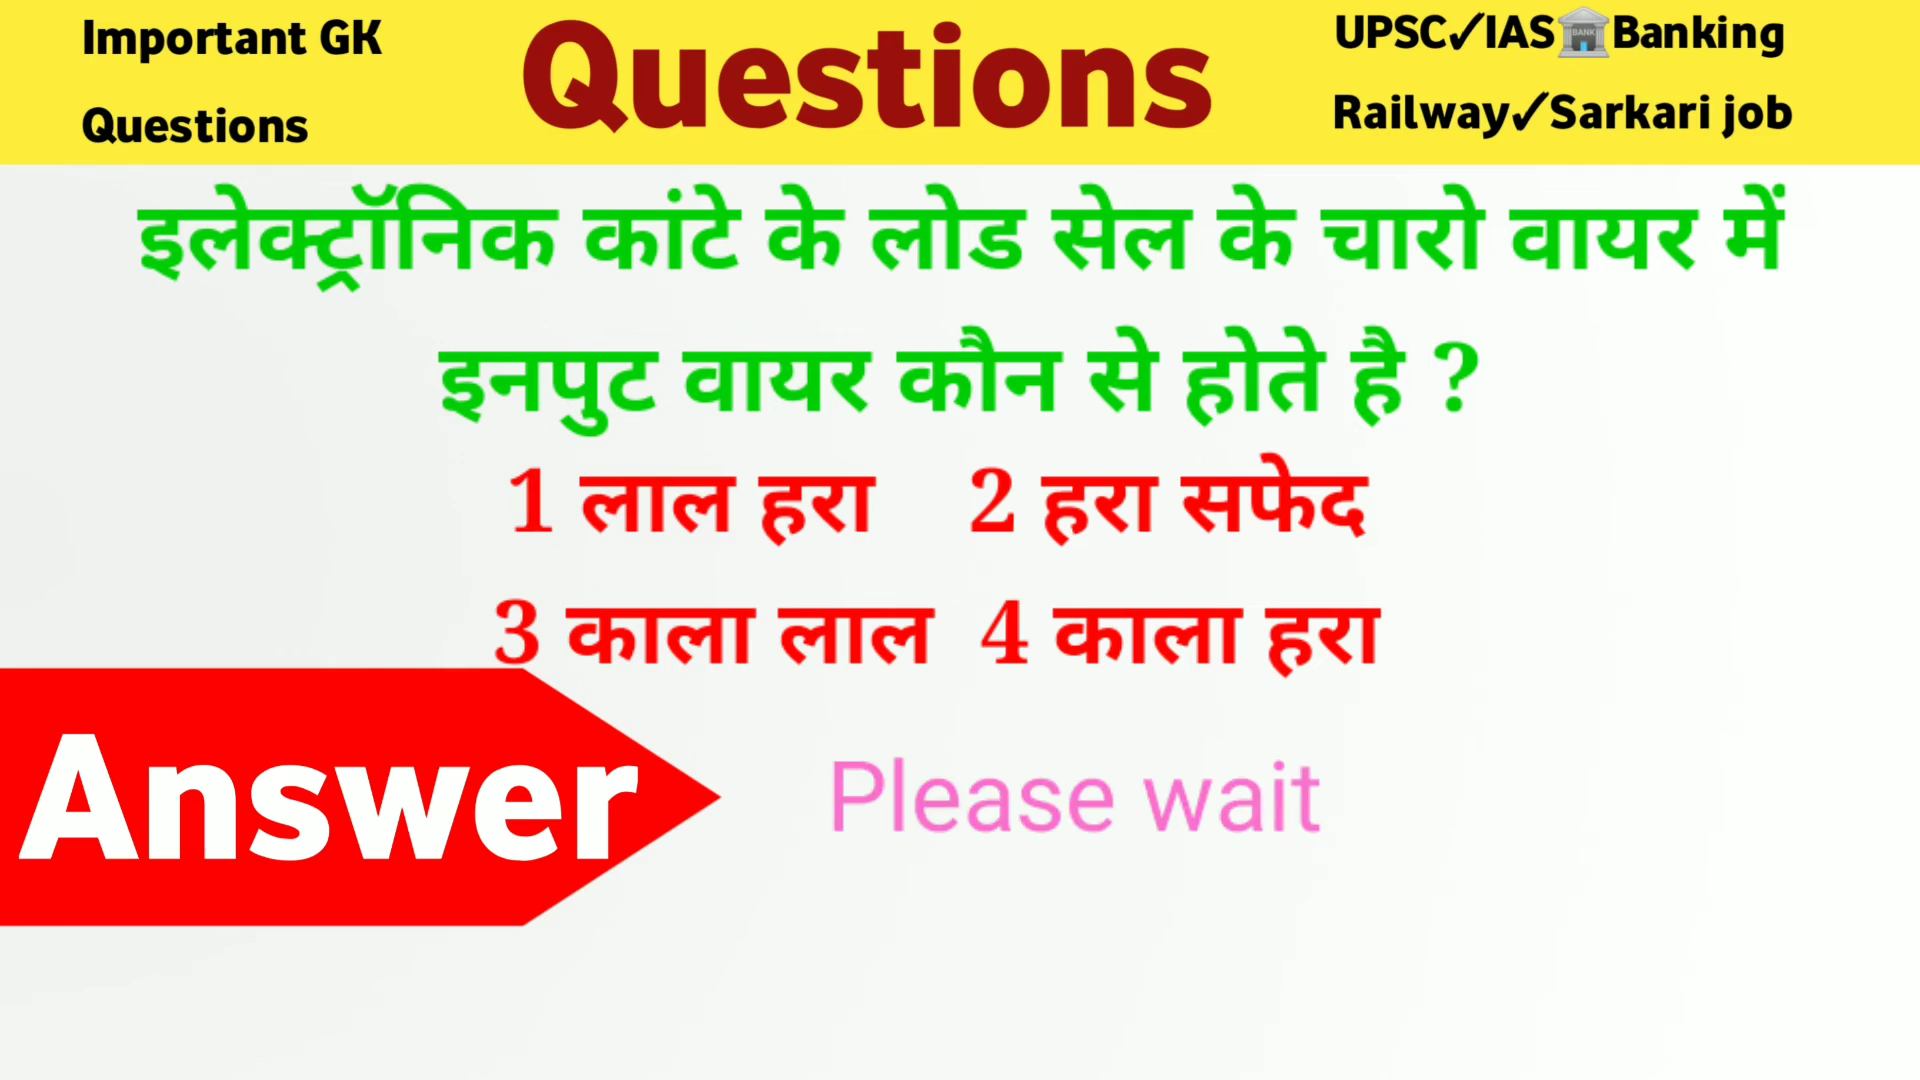 Important GK
Questions
Questions
UPSC✓IAS🏦Banking
Railway✓Sarkari job
इलेक्ट्रॉनिक कांटे के लोड सेल के चारो वायर में
इनपुट वायर कौन से होते है ?
1 लाल हरा 2 हरा सफेद
3 काला लाल 4 काला हरा
Answer
Please wait